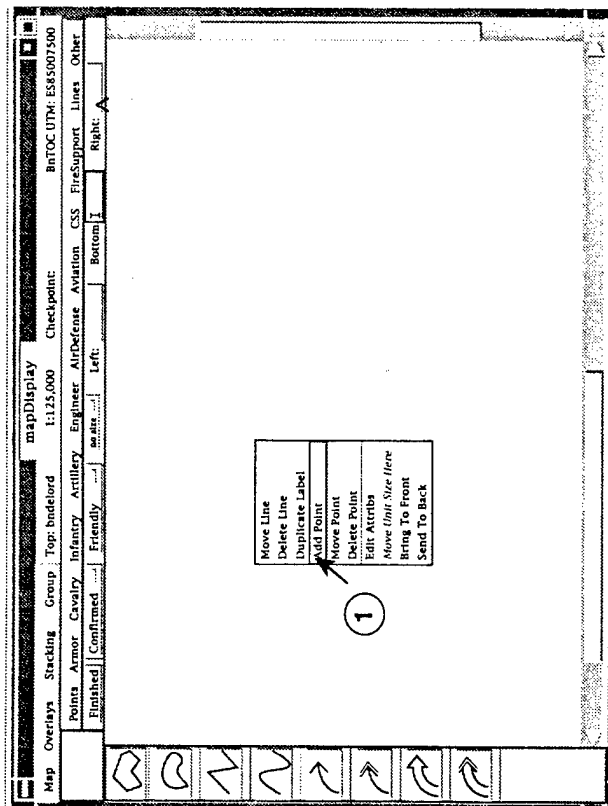 mapDisplay
Map Overlays Stacking Group Top: bndelord 1:125,000 Checkpoint: BnTOC UTM: ES85007500
Points Armor Cavalry Infantry Artillery Engineer AirDefense Aviation CSS FireSupport Lines Other
Finished Confirmed ...: Friendly ...: no size ...: Left: Bottom Right:
Move Line
Delete Line
Duplicate Label
Add Point
Move Point
Delete Point
Edit Attribs
Move Unit Size Here
Bring To Front
Send To Back
1